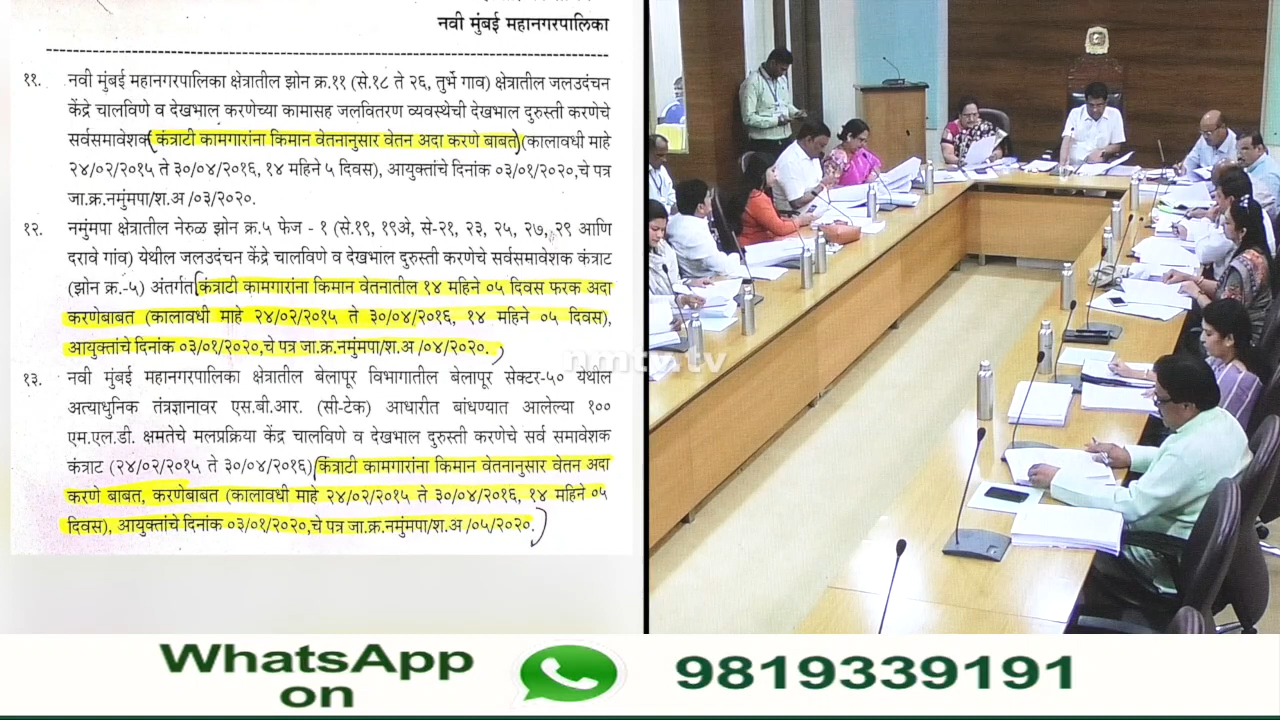 नवी मुंबई महानगरपालिका
११. नवी मुंबई महानगरपालिका क्षेत्रातील झोन क्र.११ (से.१८ ते २६, तुर्भे गाव) क्षेत्रातील जलउदंचन
केंद्रे चालविणे व देखभाल करणेच्या कामासह जलवितरण व्यवस्थेची देखभाल दुरुस्ती करणेचे
सर्वसमावेशक (कंत्राटी कामगारांना किमान वेतनानुसार वेतन अदा करणे बाबत) (कालावधी माहे
२४/०२/२०१५ ते ३०/०४/२०१६, १४ महिने ५ दिवस), आयुक्तांचे दिनांक ०३/०१/२०२०,चे पत्र
जा.क्र.नमुंमपा/श.अ /०३/२०२०.
१२. नमुंमपा क्षेत्रातील नेरुळ झोन क्र.५ फेज - १ (से.१९, १९अे, से-२१, २३, २५, २७, २९ आणि
दरावे गांव) येथील जलउदंचन केंद्रे चालविणे व देखभाल दुरुस्ती करणेचे सर्वसमावेशक कंत्राट
(झोन क्र.-५) अंतर्गत कंत्राटी कामगारांना किमान वेतनातील १४ महिने ०५ दिवस फरक अदा
करणेबाबत (कालावधी माहे २४/०२/२०१५ ते ३०/०४/२०१६, १४ महिने ०५ दिवस),
आयुक्तांचे दिनांक ०३/०१/२०२०,चे पत्र जा.क्र.नमुंमपा/श.अ /०४/२०२०.
१३. नवी मुंबई महानगरपालिका क्षेत्रातील बेलापूर विभागातील बेलापूर सेक्टर-५० येथील
अत्याधुनिक तंत्रज्ञानावर एस.बी.आर. (सी-टेक) आधारीत बांधण्यात आलेल्या १००
एम.एल.डी. क्षमतेचे मलप्रक्रिया केंद्र चालविणे व देखभाल दुरुस्ती करणेचे सर्व समावेशक
कंत्राट (२४/०२/२०१५ ते ३०/०४/२०१६) कंत्राटी कामगारांना किमान वेतनानुसार वेतन अदा
करणे बाबत, करणेबाबत (कालावधी माहे २४/०२/२०१५ ते ३०/०४/२०१६, १४ महिने ०५
दिवस), आयुक्तांचे दिनांक ०३/०१/२०२०,चे पत्र जा.क्र.नमुंमपा/श.अ /०५/२०२०.
nmtv.tv
WhatsApp
on
9819339191